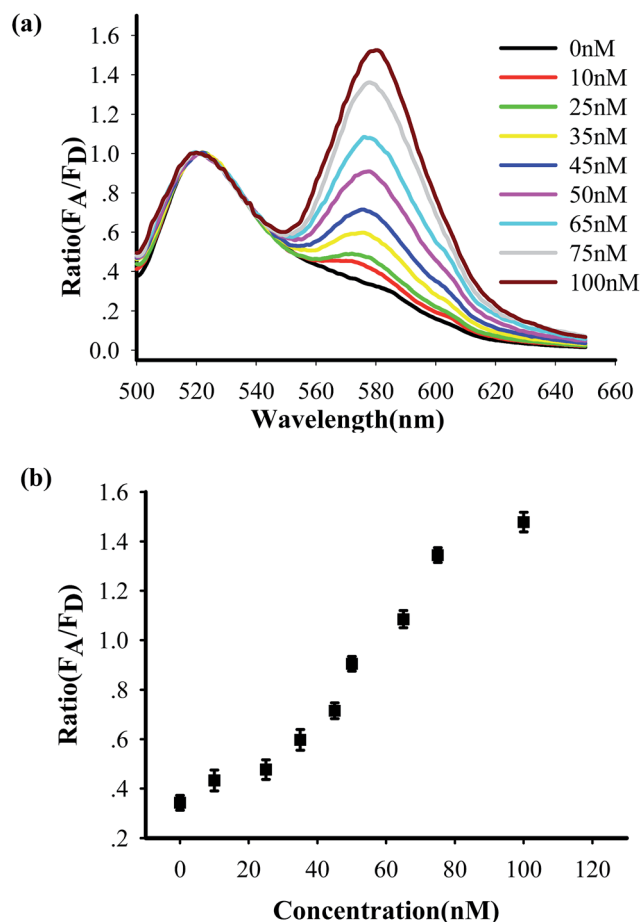 (a)
Ratio(FA/FD)
1.6
1.4
1.2
1.0
.8
.6
.4
.2
0.0
500 520 540 560 580 600 620 640 660
Wavelength(nm)
0nM
10nM
25nM
35nM
45nM
50nM
65nM
75nM
100nM
(b)
Ratio(FA/FD)
1.6
1.4
1.2
1.0
.8
.6
.4
.2
0 20 40 60 80 100 120
Concentration(nM)